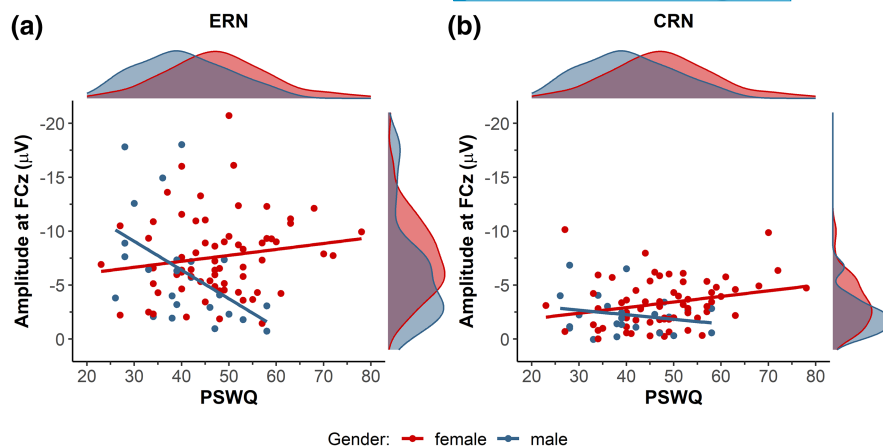 (a) ERN
(b) CRN
Amplitude at FCz (μV)
-20
-15
-10
-5
0
20 30 40 50 60 70 80
PSWQ
Amplitude at FCz (μV)
-20
-15
-10
-5
0
20 30 40 50 60 70 80
PSWQ
Gender: female male